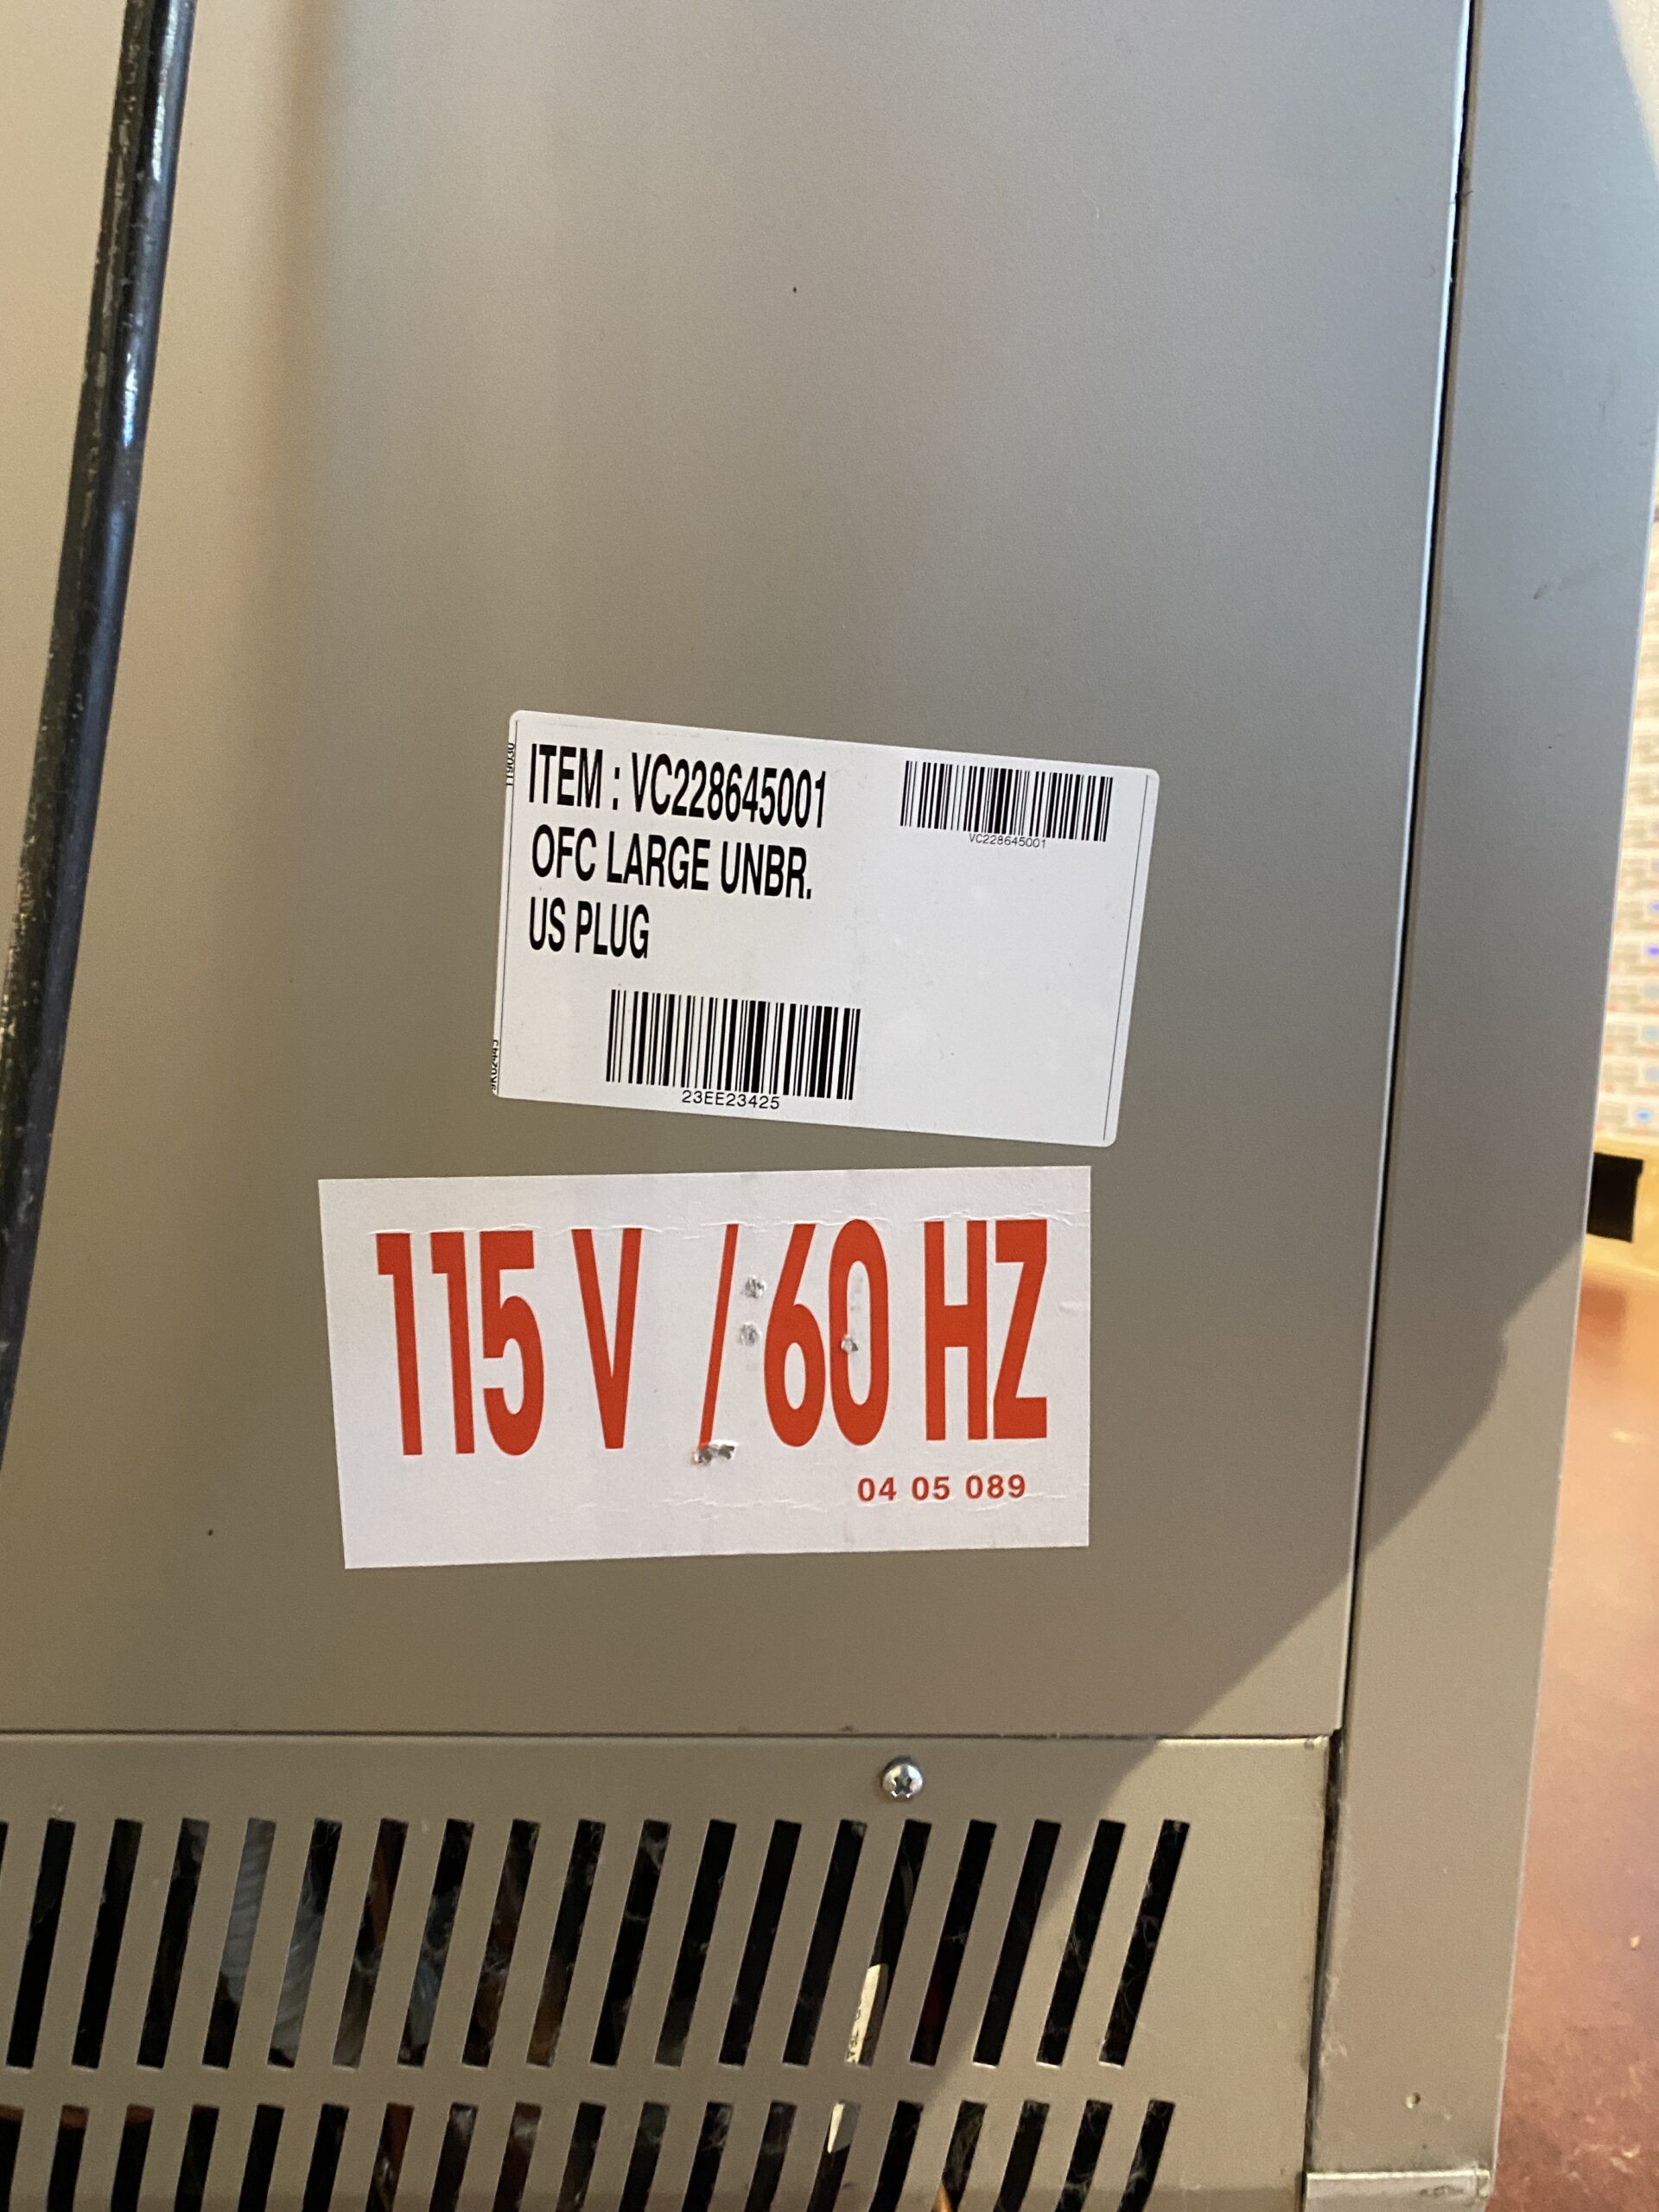 ITEM : VC228645001
VC228645001
OFC LARGE UNBR.
US PLUG
23EE23425
115 V / 60 HZ
04 05 089